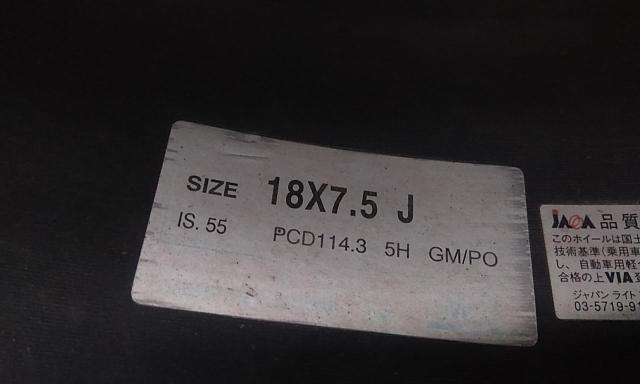 SIZE 18X7.5 J
IS. 55 PCD114.3 5H GM/PO
JAWA 品質
このホイールは国土
技術基準(乗用車
し、自動車用軽
合格の上VIA
ジャパン ライト
03-5719-91